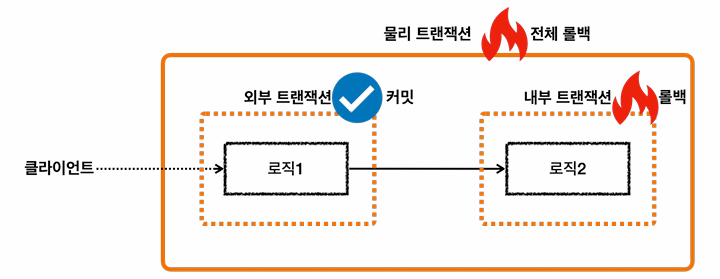 물리 트랜잭션 전체 롤백
외부 트랜잭션 커밋
내부 트랜잭션 롤백
클라이언트
로직1
로직2